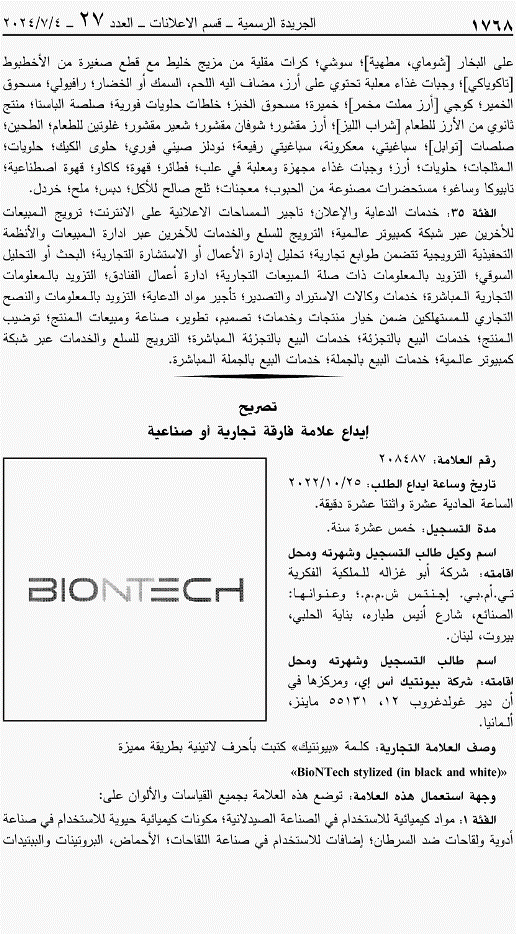 ١٧٦٨ الجريدة الرسمية ــ قسم الاعلانات ــ العدد ٢٧ ــ ٢٠٢٤/٧/٤
على البخار [شوماي، مطهية]؛ سوشي؛ كرات مقلية من مزيج خليط مع قطع صغيرة من الأخطبوط
[تاكوياكي]؛ وجبات غذاء معلبة تحتوي على أرز، مضاف اليه اللحم، السمك أو الخضار؛ رافيولي؛ مسحوق
الخمير؛ كوجي [أرز مملت مخمر]؛ خميرة؛ مسحوق الخبز؛ خلطات حلويات فورية؛ صلصة الباستا؛ منتج
ثانوي من الأرز للطعام [شراب الليز]؛ أرز مقشور؛ شوفان مقشور؛ شعير مقشور؛ غلوتين للطعام؛ الطحين؛
صلصات [توابل]؛ سباغيتي، معكرونة، سباغيتي رفيعة؛ نودلز صيني فوري؛ حلوى الكيك؛ حلويات؛
المثلجات؛ حلويات؛ أرز؛ وجبات غذاء مجهزة ومعلبة في علب؛ فطائر؛ قهوة؛ كاكاو؛ قهوة اصطناعية؛
تابيوكا وساغو؛ مستحضرات مصنوعة من الحبوب؛ معجنات؛ ثلج صالح للأكل؛ دبس؛ ملح؛ خردل.
الفئة ٣٥: خدمات الدعاية والإعلان؛ تاجير المساحات الاعلانية على الانترنت؛ ترويج المبيعات
للأخرين عبر شبكة كمبيوتر عالمية؛ الترويج للسلع والخدمات للآخرين عبر ادارة المبيعات والأنظمة
التحفيذية الترويجية تتضمن طوابع تجارية؛ تحليل إدارة الأعمال أو الاستشارة التجارية؛ البحث أو التحليل
السوقي؛ التزويد بالمعلومات ذات صلة المبيعات التجارية؛ ادارة أعمال الفنادق؛ التزويد بالمعلومات
التجارية المباشرة؛ خدمات وكالات الاستيراد والتصدير؛ تأجير مواد الدعاية؛ التزويد بالمعلومات والنصح
التجاري للمستهلكين ضمن خيار منتجات وخدمات؛ تصميم، تطوير، صناعة ومبيعات المنتج؛ توضيب
المنتج؛ خدمات البيع بالتجزئة؛ خدمات البيع بالتجزئة المباشرة؛ الترويج للسلع والخدمات عبر شبكة
كمبيوتر عالمية؛ خدمات البيع بالجملة؛ خدمات البيع بالجملة المباشرة.
تصريح
إيداع علامة فارقة تجارية أو صناعية
رقم العلامة: ٢٠٨٤٨٧
تاريخ وساعة ايداع الطلب: ٢٠٢٢/١٠/٢٥
الساعة الحادية عشرة واثنتا عشرة دقيقة.
مدة التسجيل: خمس عشرة سنة.
اسم وكيل طالب التسجيل وشهرته ومحل
اقامته: شركة أبو غزاله للملكية الفكرية
تي.أم.بي. إجنتس ش.م.م.؛ وعنوانها:
الصنائع، شارع أنيس طباره، بناية الحلبي،
بيروت، لبنان.
اسم طالب التسجيل وشهرته ومحل
اقامته: شركة بيونتيك أس إي، ومركزها في
أن دير غولدغروب ١٢، ٥٥١٣١ ماينز،
ألمانيا.
BIONTECH
وصف العلامة التجارية: كلمة «بيونتيك» كتبت بأحرف لاتينية بطريقة مميزة
«BioNTech stylized (in black and white)»
وجهة استعمال هذه العلامة: توضع هذه العلامة بجميع القياسات والألوان على:
الفئة ١: مواد كيميائية للاستخدام في الصناعة الصيدلانية؛ مكونات كيميائية حيوية للاستخدام في صناعة
أدوية ولقاحات ضد السرطان؛ إضافات للاستخدام في صناعة اللقاحات؛ الأحماض، البروتينات والببتيدات